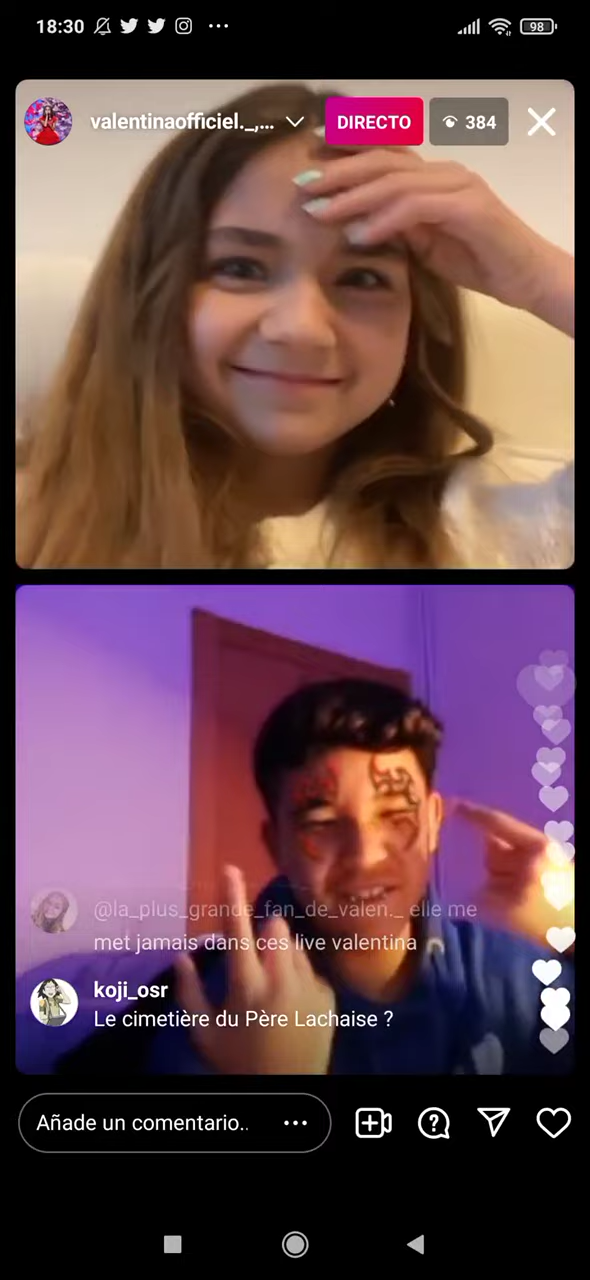 18:30
98
valentinaofficiel._,...
DIRECTO
384
@la_plus_grande_fan_de_valen._ elle me
met jamais dans ces live valentina
koji_osr
Le cimetière du Père Lachaise ?
Añade un comentario..